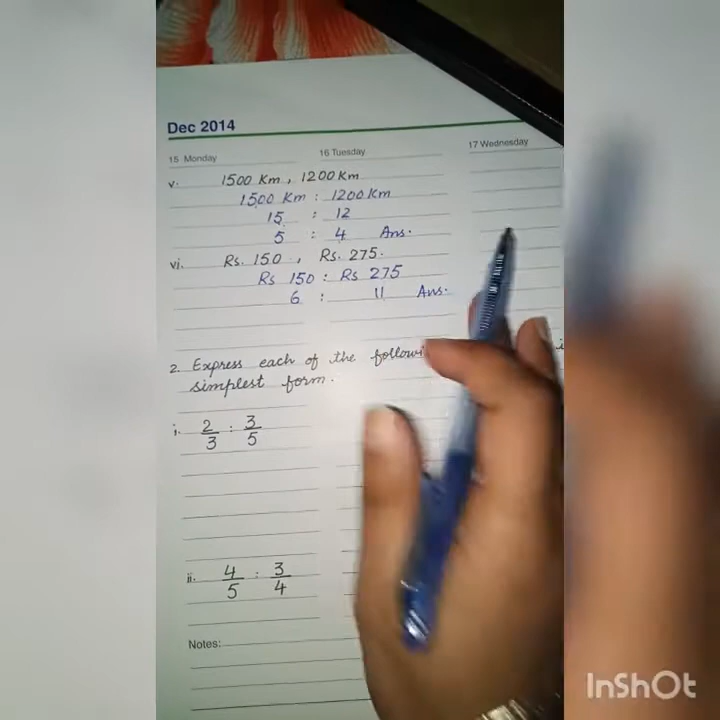 Dec 2014
15 Monday
16 Tuesday
17 Wednesday
v. 1500 Km, 1200 Km
1500 Km : 1200 Km
15 : 12
5 : 4 Ans.
vi. Rs. 150, Rs. 275.
Rs 150 : Rs 275
6 : 11 Ans.
2. Express each of the
simplest form.
i. 2/3 : 3/5
ii. 4/5 : 3/4
Notes:
InShOt